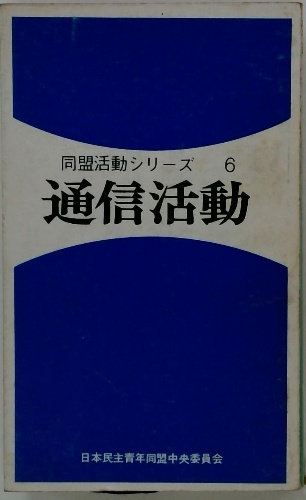 同盟活動シリーズ 6
通信活動
日本民主青年同盟中央委員会